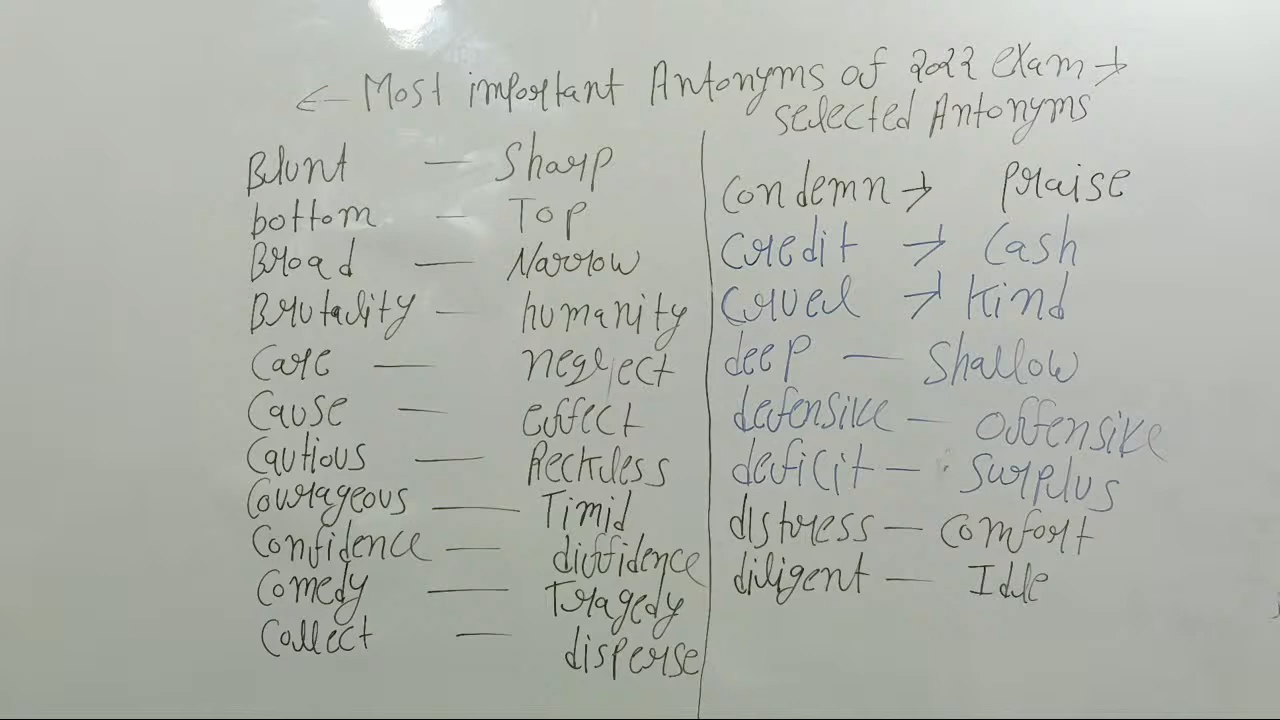 ← Most important Antonyms of 2022 exam →
selected Antonyms
Blunt — Sharp
bottom — Top
Broad — Narrow
Brutality — humanity
Care — neglect
Cause — effect
Cautious — Reckless
Courageous — Timid
Confidence — diffidence
Comedy — Tragedy
Collect — disperse
Condemn → Praise
Credit → Cash
Cruel → Kind
deep — Shallow
defensive — offensive
deficit — Surplus
distress — Comfort
diligent — Idle